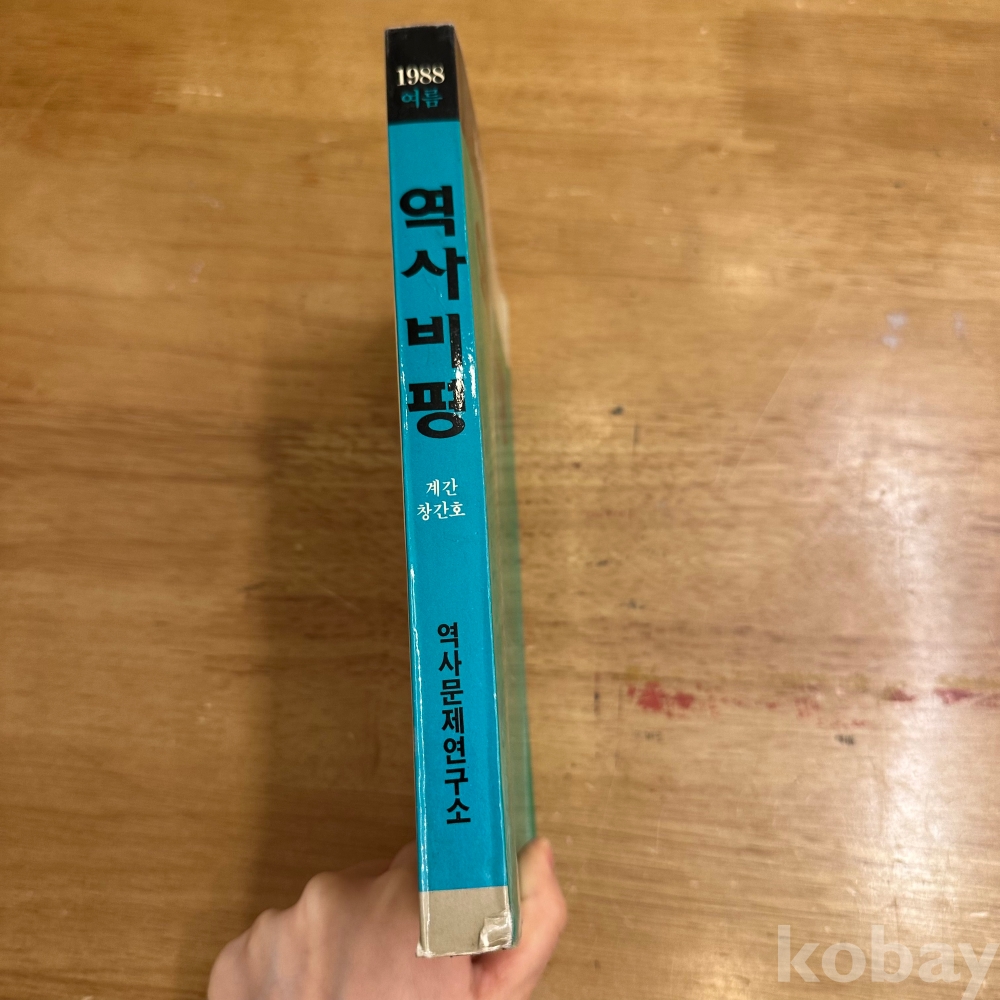 1988
여름
역사비평
계간
창간호
역사문제연구소
kobay